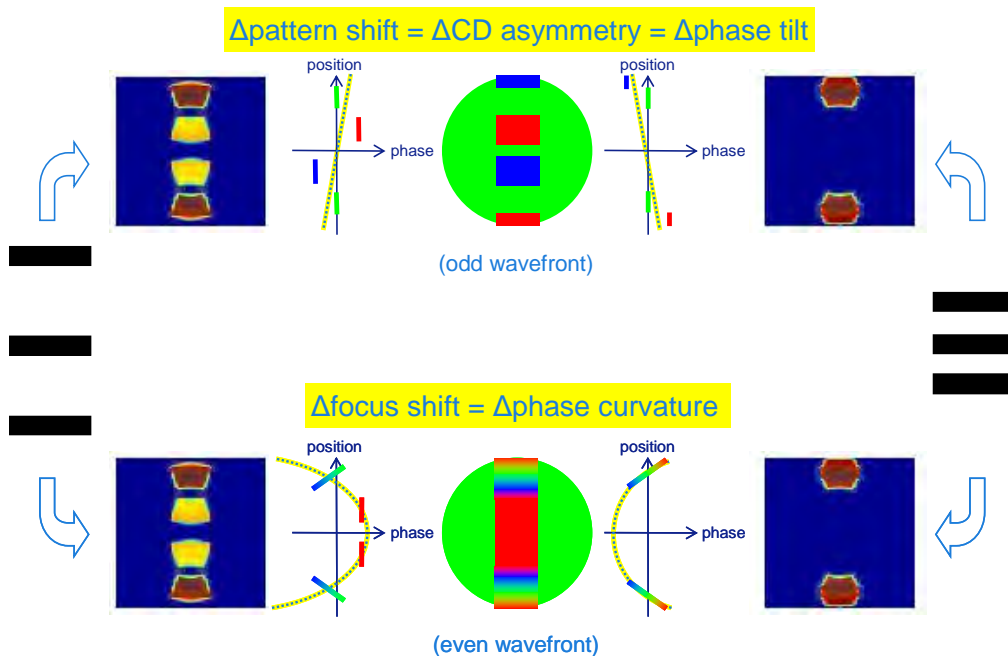 Δpattern shift = ΔCD asymmetry = Δphase tilt
position
position
phase
phase
(odd wavefront)
Δfocus shift = Δphase curvature
position
position
phase
phase
(even wavefront)